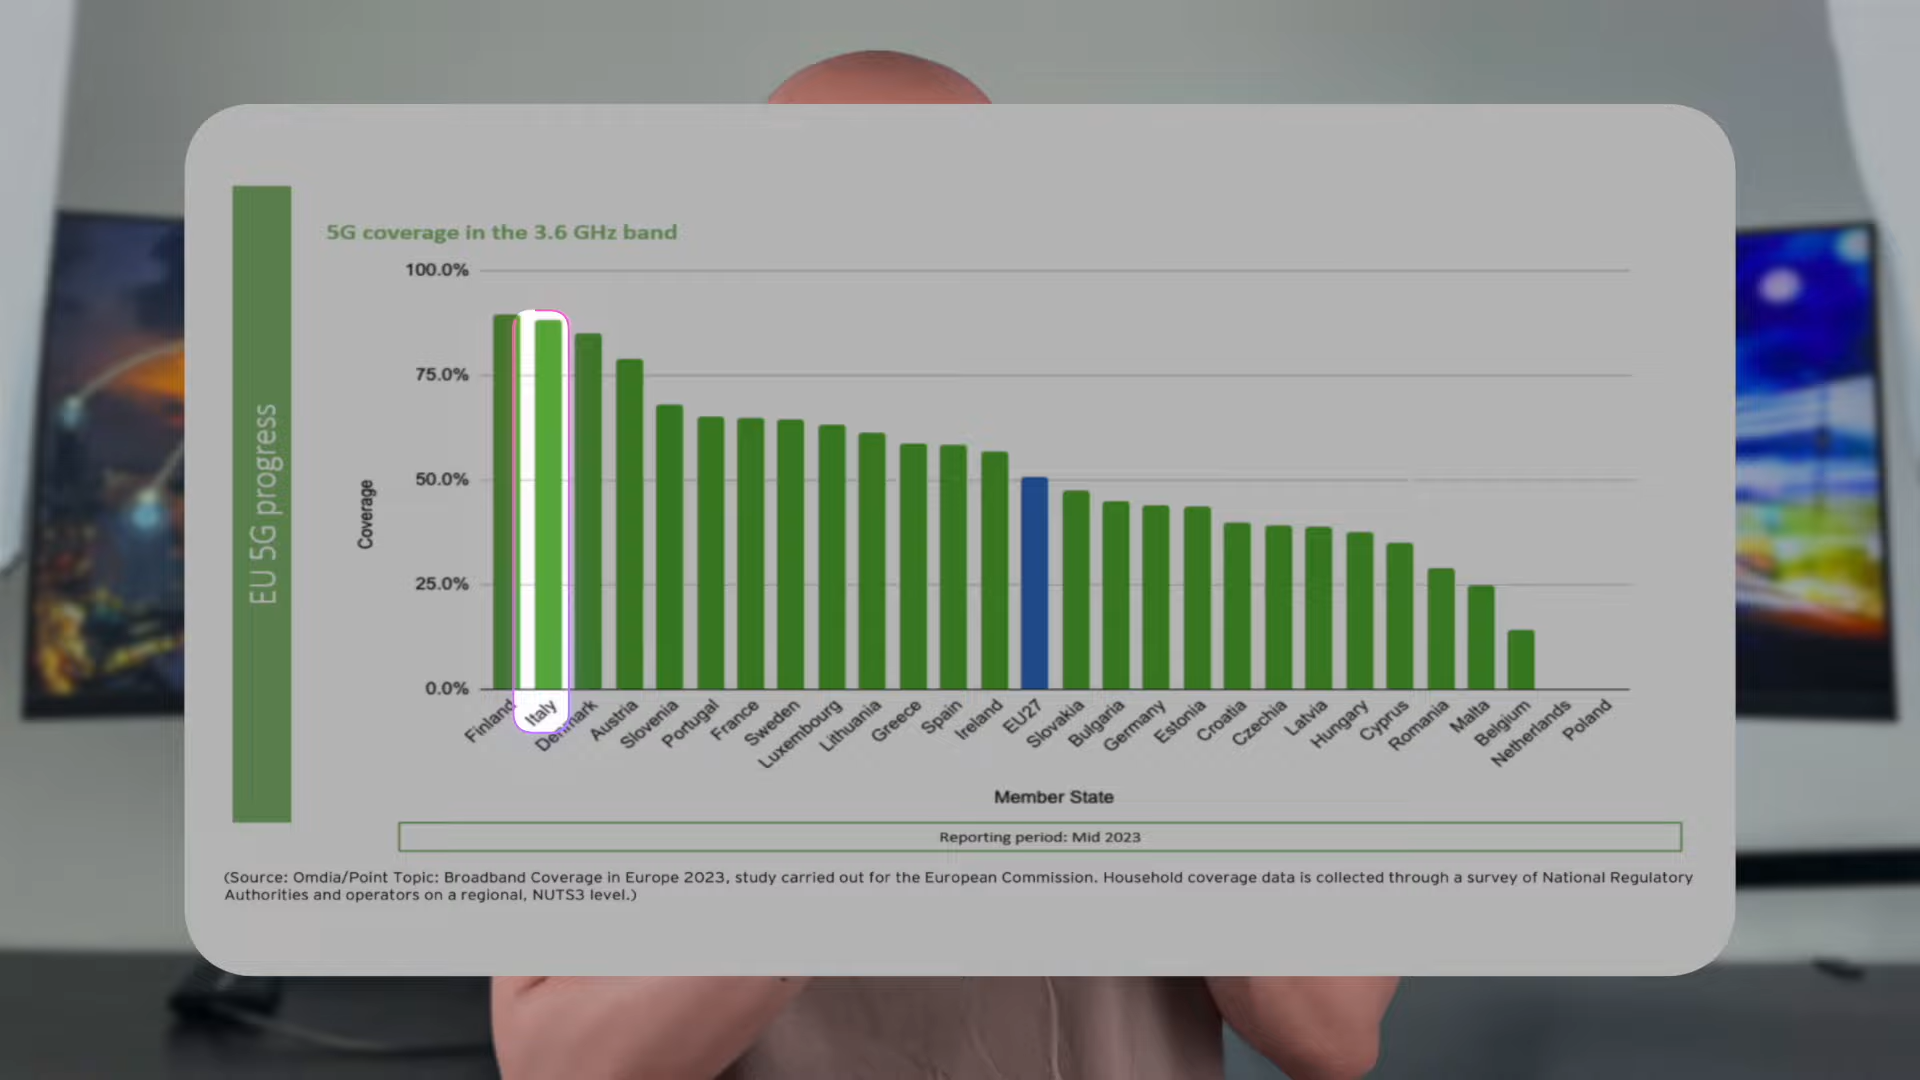 EU 5G progress
5G coverage in the 3.6 GHz band
100.0%
75.0%
50.0%
25.0%
0.0%
Coverage
Finland
Italy
Denmark
Austria
Slovenia
Portugal
France
Sweden
Luxembourg
Lithuania
Greece
Spain
Ireland
EU27
Slovakia
Bulgaria
Germany
Estonia
Croatia
Czechia
Latvia
Hungary
Cyprus
Romania
Malta
Belgium
Netherlands
Poland
Member State
Reporting period: Mid 2023
(Source: Omdia/Point Topic: Broadband Coverage in Europe 2023, study carried out for the European Commission. Household coverage data is collected through a survey of National Regulatory
Authorities and operators on a regional, NUTS3 level.)